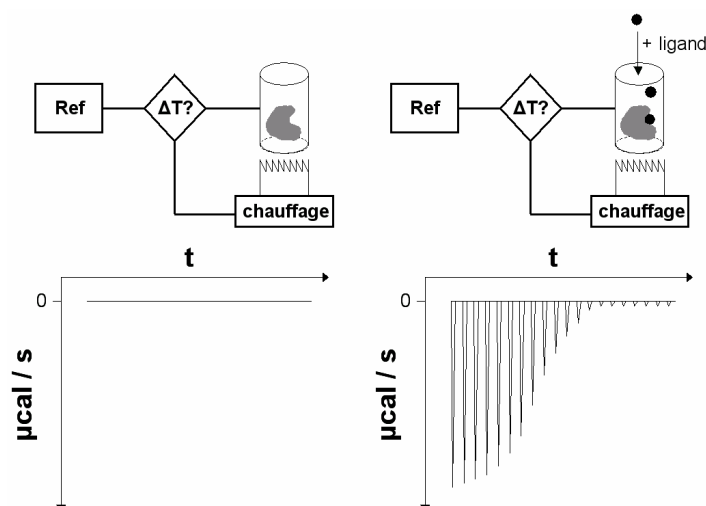 + ligand
Ref
ΔT?
chauffage
Ref
ΔT?
chauffage
t
0
µcal / s
t
0
µcal / s